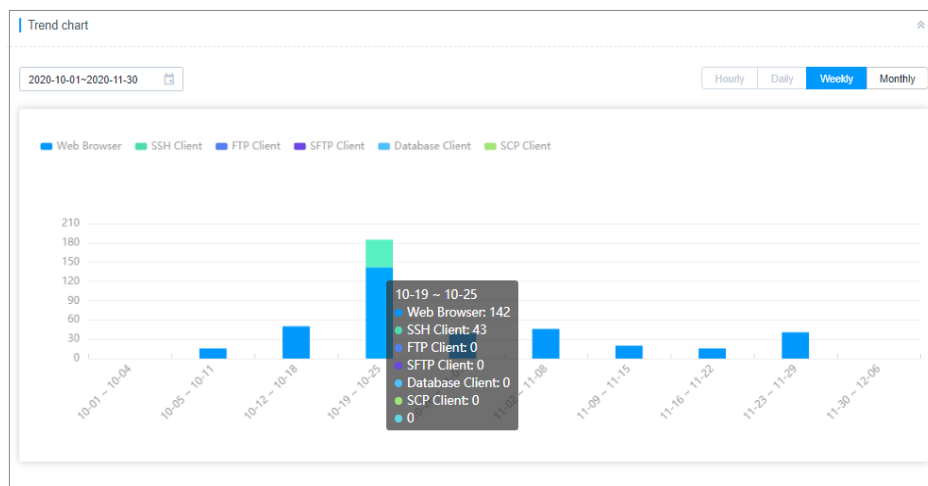 Trend chart
2020-10-01~2020-11-30
Hourly Daily Weekly Monthly
Web Browser SSH Client FTP Client SFTP Client Database Client SCP Client
210
180
150
120
90
60
30
0
10-19 ~ 10-25
Web Browser: 142
SSH Client: 43
FTP Client: 0
SFTP Client: 0
Database Client: 0
SCP Client: 0
0
10-01 ~ 10-04
10-05 ~ 10-11
10-12 ~ 10-18
10-19 ~ 10-25
11-02 ~ 11-08
11-09 ~ 11-15
11-16 ~ 11-22
11-23 ~ 11-29
11-30 ~ 12-06